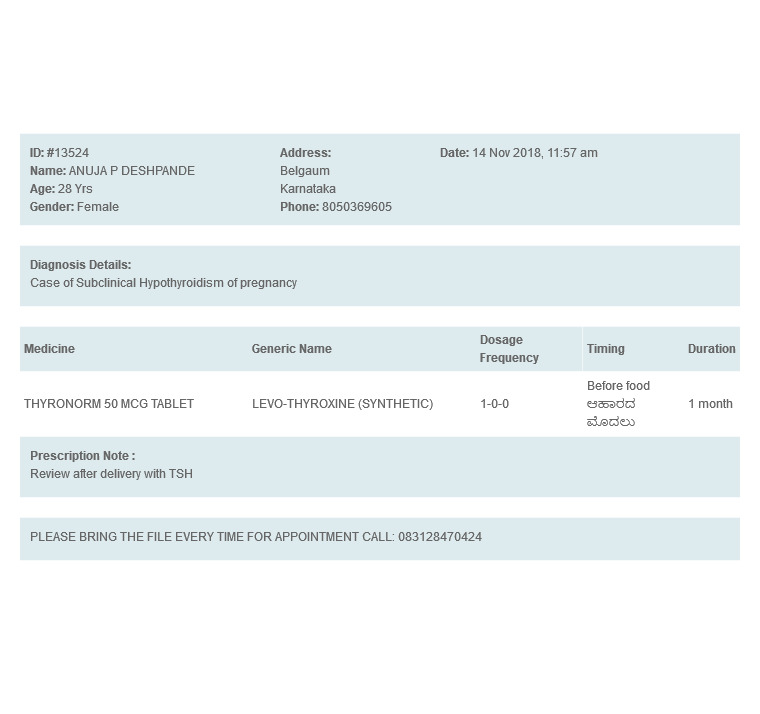 ID: #13524
Name: ANUJA P DESHPANDE
Age: 28 Yrs
Gender: Female
Address:
Belgaum
Karnataka
Phone: 8050369605
Date: 14 Nov 2018, 11:57 am
Diagnosis Details:
Case of Subclinical Hypothyroidism of pregnancy
Medicine Generic Name Dosage Frequency Timing Duration
THYRONORM 50 MCG TABLET LEVO-THYROXINE (SYNTHETIC) 1-0-0 Before food ಆಹಾರದ ಮೊದಲು 1 month
Prescription Note :
Review after delivery with TSH
PLEASE BRING THE FILE EVERY TIME FOR APPOINTMENT CALL: 083128470424